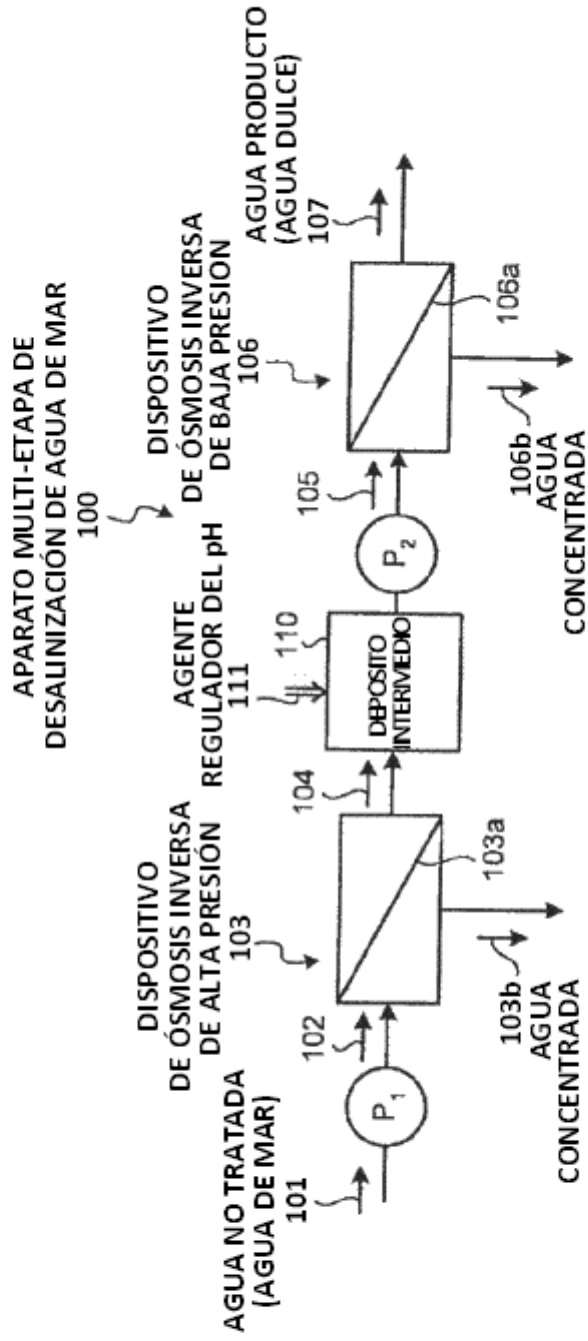 APARATO MULTI-ETAPA DE
DESALINIZACIÓN DE AGUA DE MAR
100
AGUA NO TRATADA
(AGUA DE MAR)
101
P1
102
DISPOSITIVO
DE ÓSMOSIS INVERSA
DE ALTA PRESIÓN
103
103a
103b
AGUA
CONCENTRADA
104
AGENTE
REGULADOR DEL pH
111
110
DEPOSITO
INTERMEDIO
P2
105
DISPOSITIVO
DE ÓSMOSIS INVERSA
DE BAJA PRESION
106
106a
106b
AGUA
CONCENTRADA
AGUA PRODUCTO
(AGUA DULCE)
107